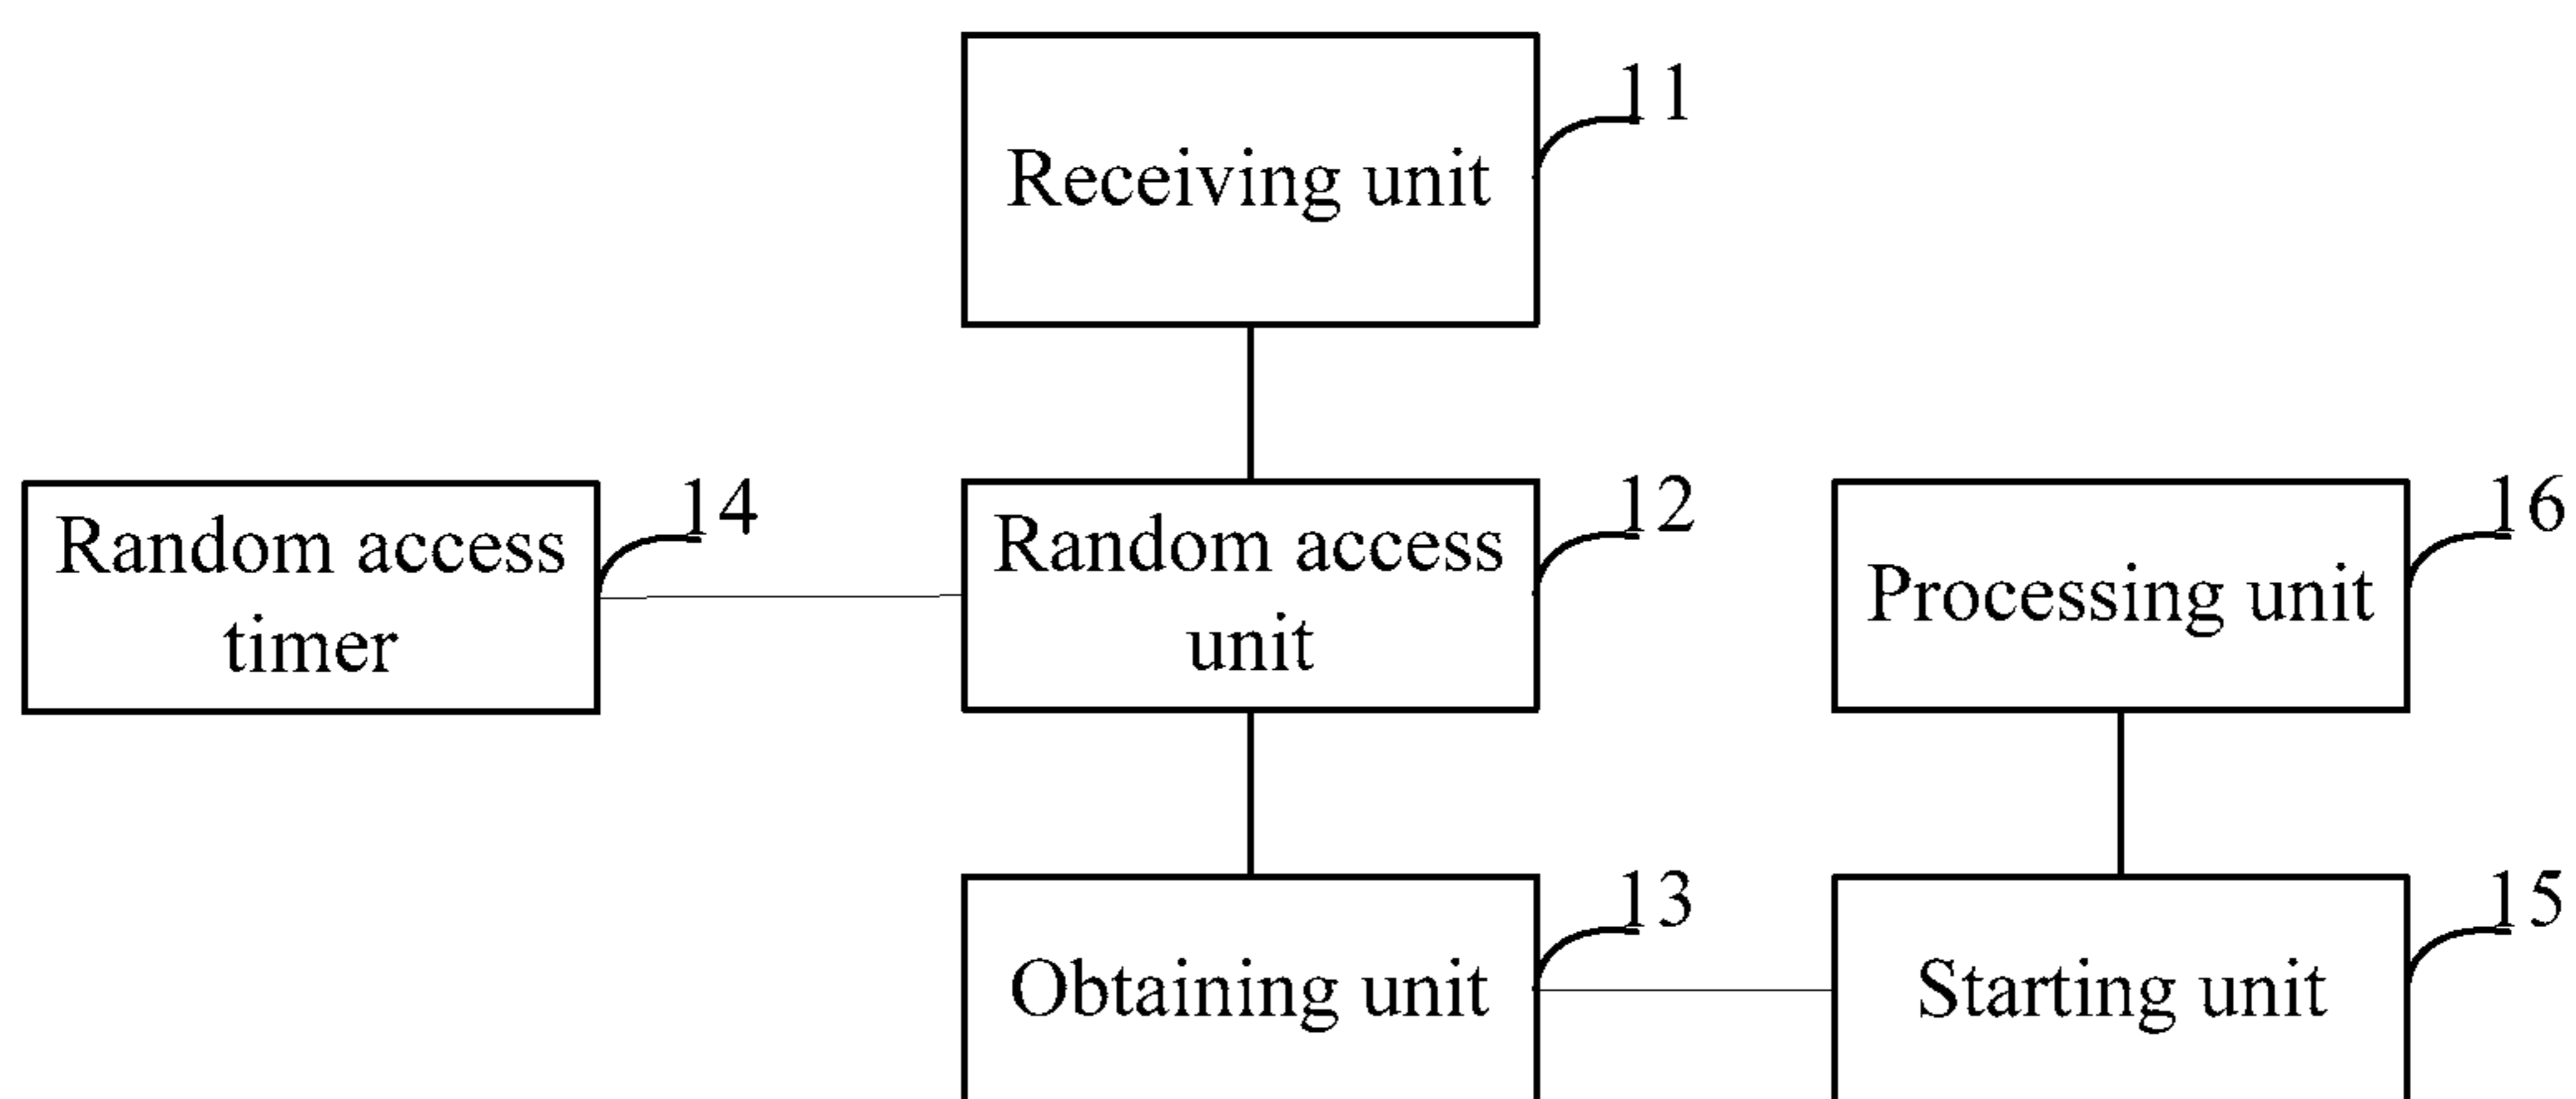 11
Receiving unit
14
12
16
Random access
timer
Random access
unit
Processing unit
13
15
Obtaining unit
Starting unit